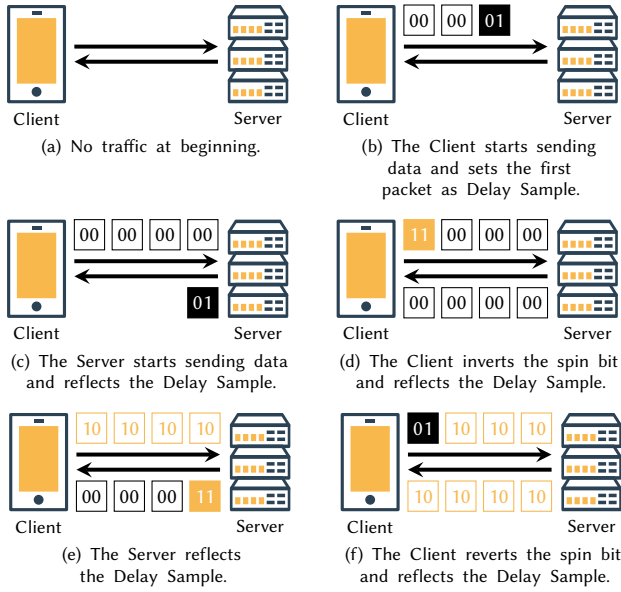 00 00 01
Client Server
(a) No traffic at beginning.
Client Server
(b) The Client starts sending
data and sets the first
packet as Delay Sample.
00 00 00 00
01
Client Server
(c) The Server starts sending data
and reflects the Delay Sample.
11 00 00 00
00 00 00 00
Client Server
(d) The Client inverts the spin bit
and reflects the Delay Sample.
10 10 10 10
00 00 00 11
Client Server
(e) The Server reflects
the Delay Sample.
01 10 10 10
10 10 10 10
Client Server
(f) The Client reverts the spin bit
and reflects the Delay Sample.